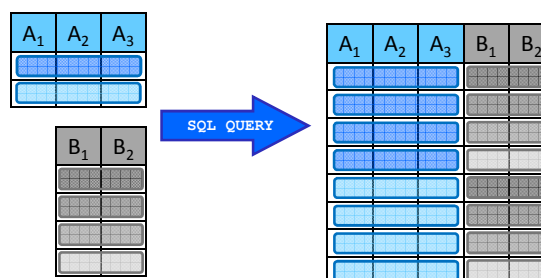 A₁ A₂ A₃
B₁ B₂
SQL QUERY
A₁ A₂ A₃ B₁ B₂